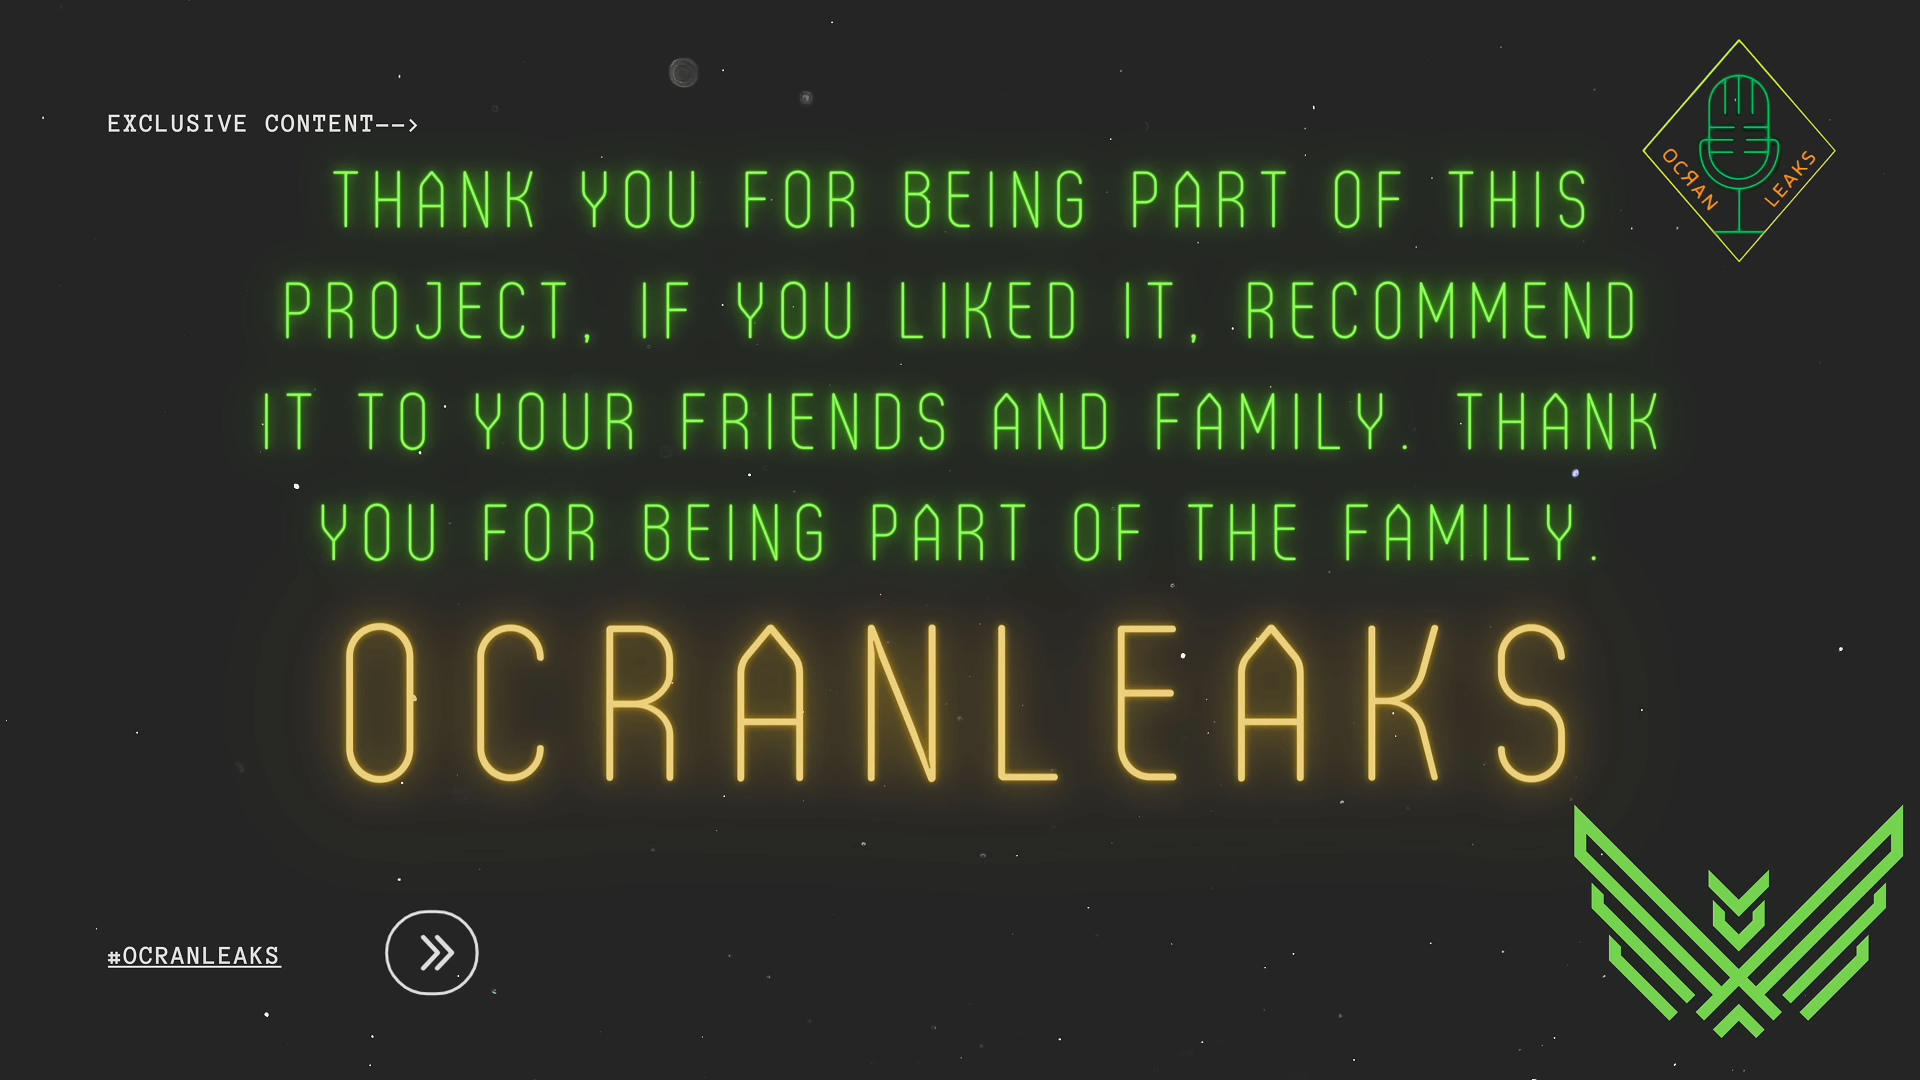 EXCLUSIVE CONTENT-->
OCЯAN LEAKS
THANK YOU FOR BEING PART OF THIS
PROJECT, IF YOU LIKED IT, RECOMMEND
IT TO YOUR FRIENDS AND FAMILY. THANK
YOU FOR BEING PART OF THE FAMILY.
OCRANLEAKS
#OCRANLEAKS